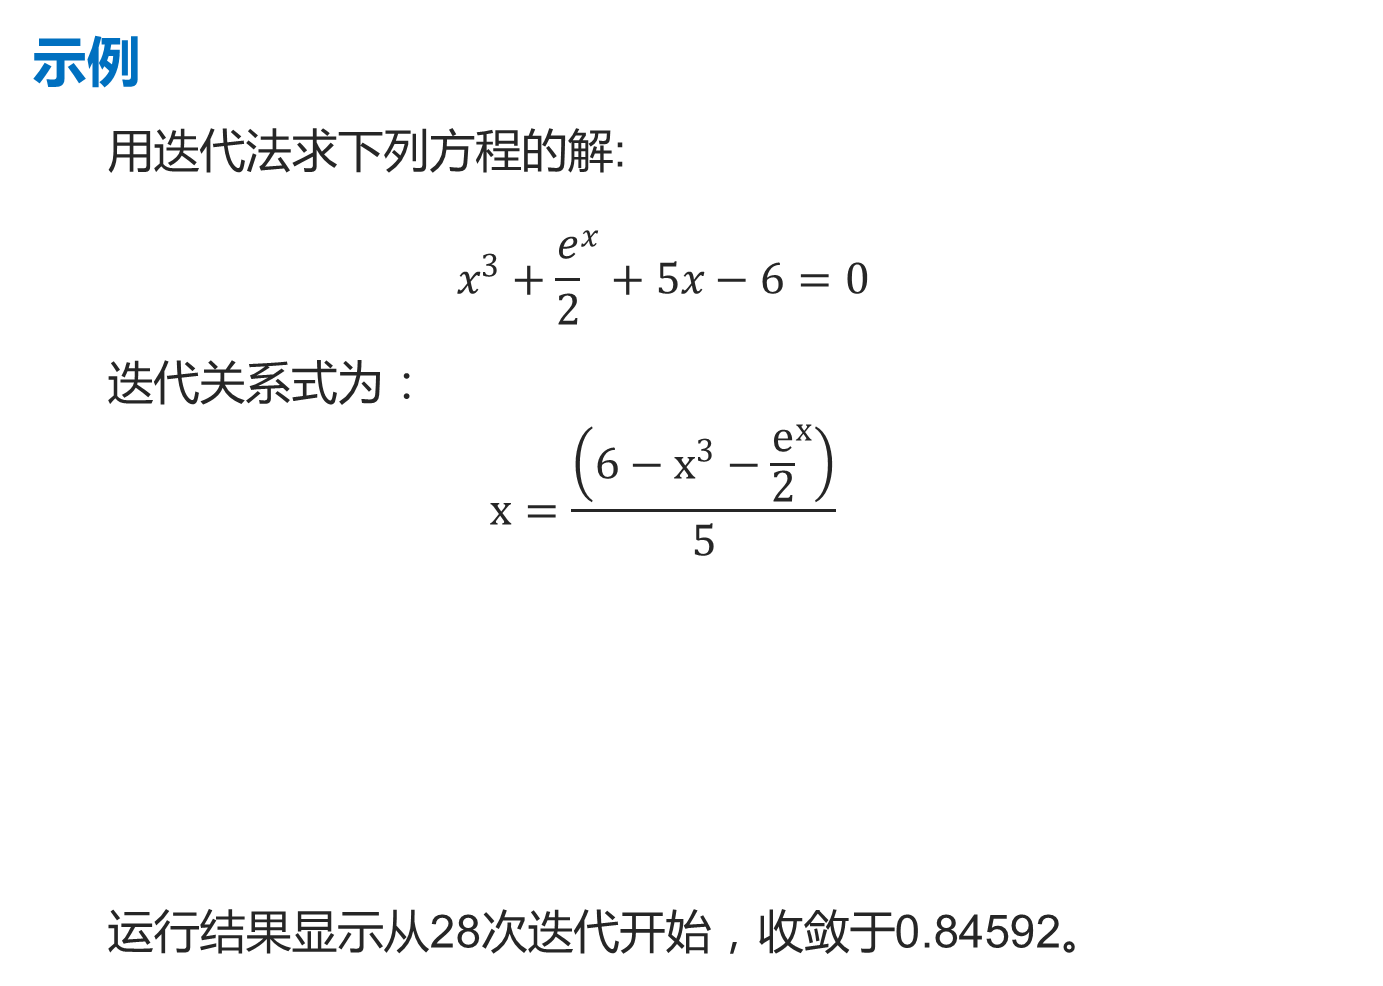 示例
用迭代法求下列方程的解:
x³ + eˣ/2 + 5x − 6 = 0
迭代关系式为：
x = (6 − x³ − eˣ/2)/5
运行结果显示从28次迭代开始，收敛于0.84592。